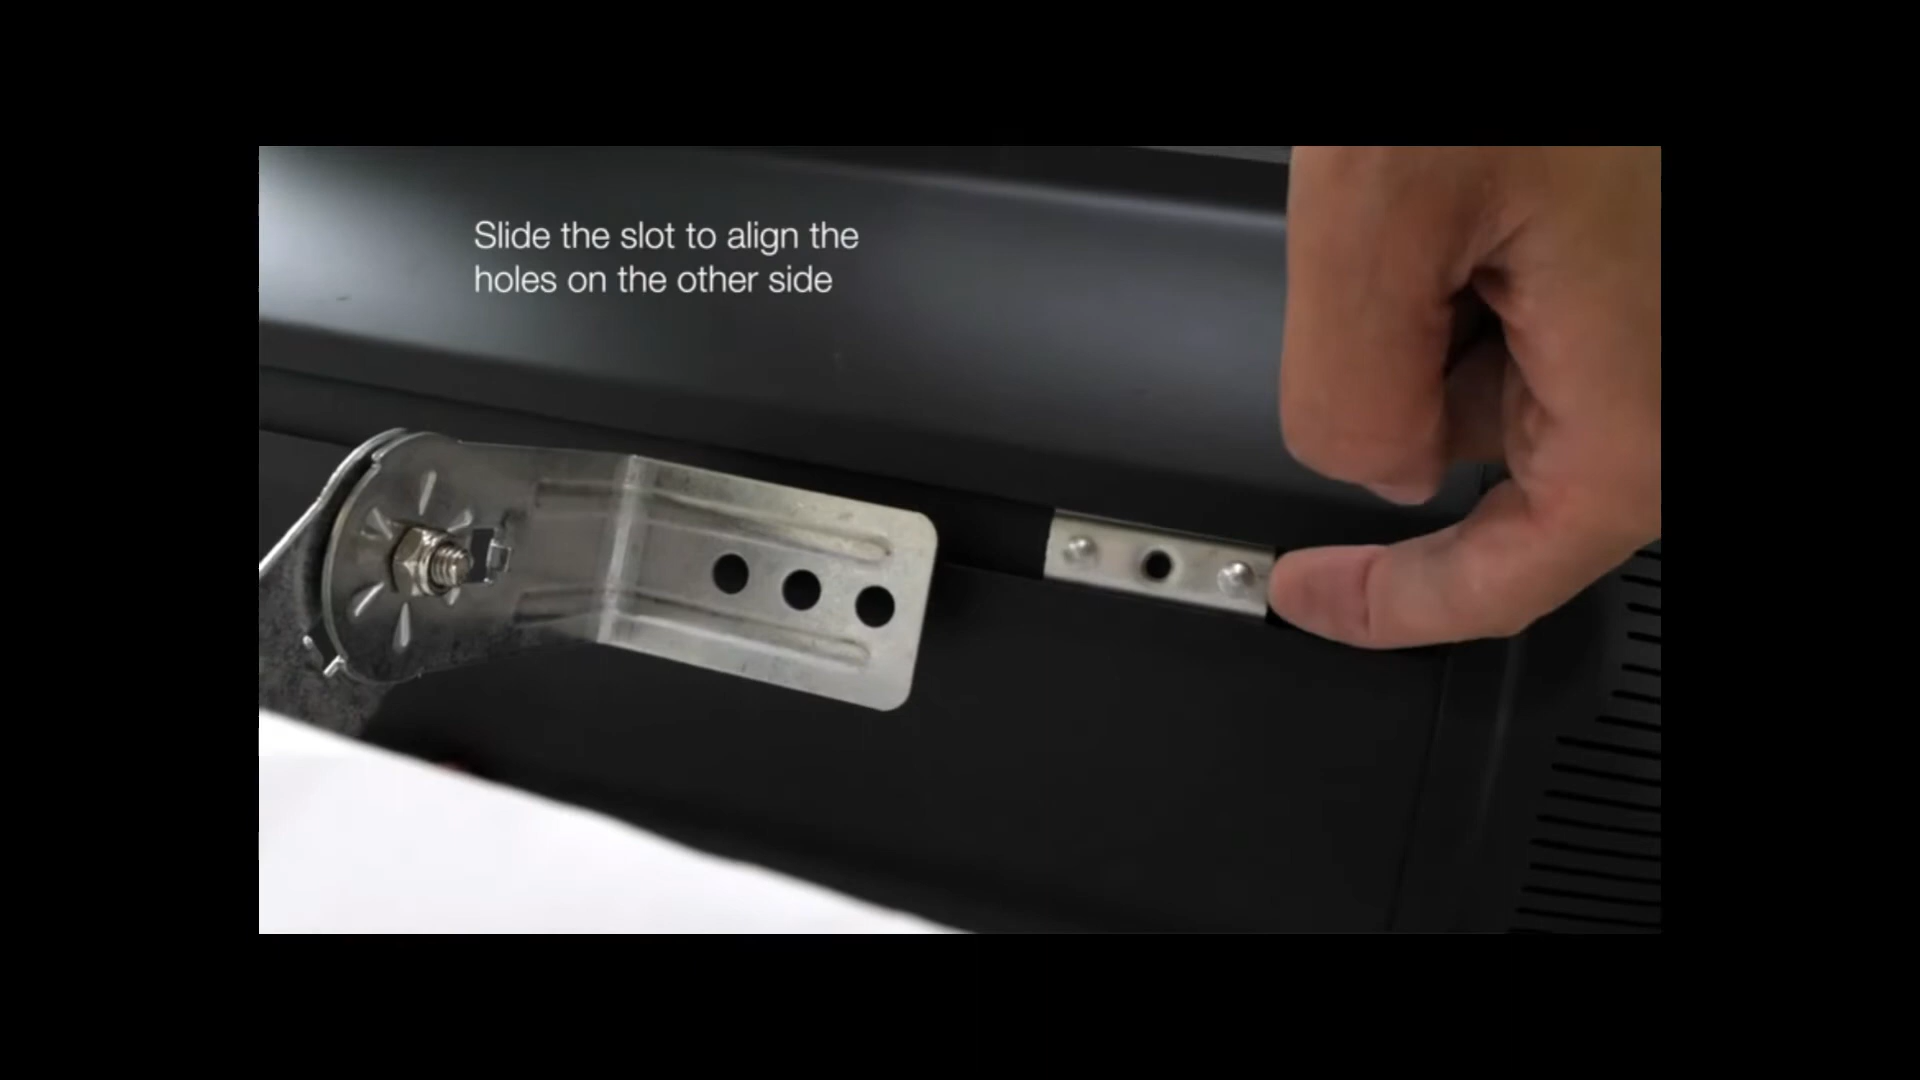 Slide the slot to align the
holes on the other side